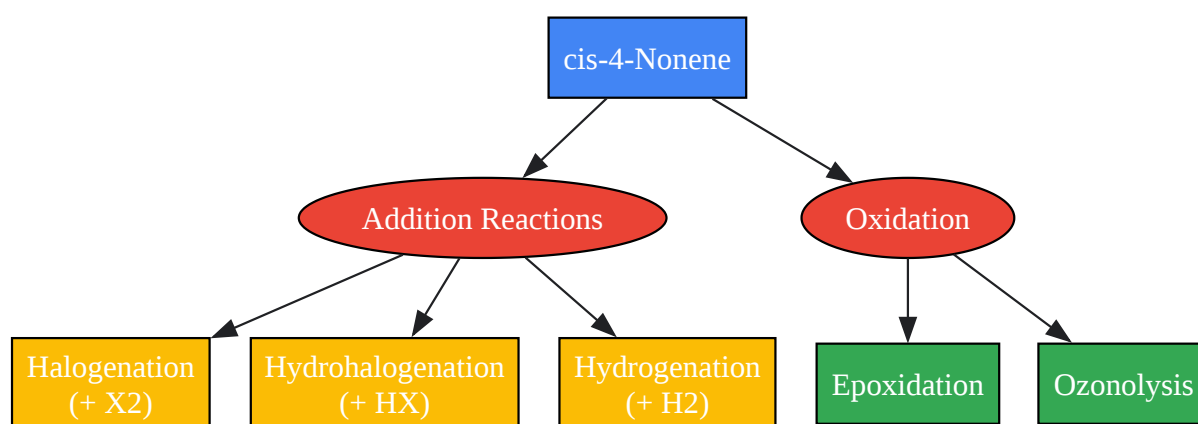 cis-4-Nonene
Addition Reactions
Oxidation
Halogenation
(+ X2)
Hydrohalogenation
(+ HX)
Hydrogenation
(+ H2)
Epoxidation
Ozonolysis